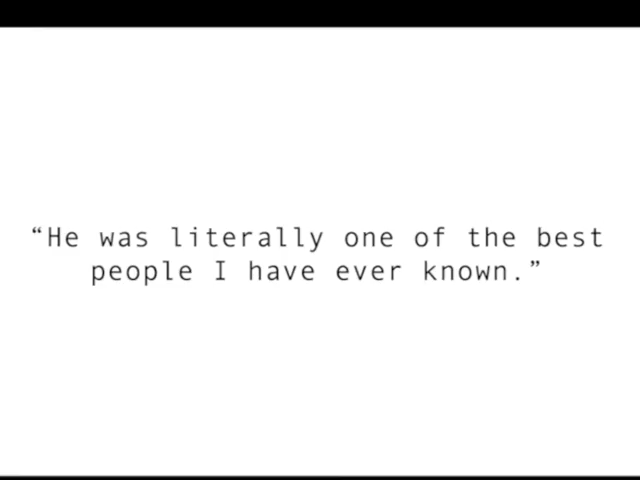 “He was literally one of the best
people I have ever known.”